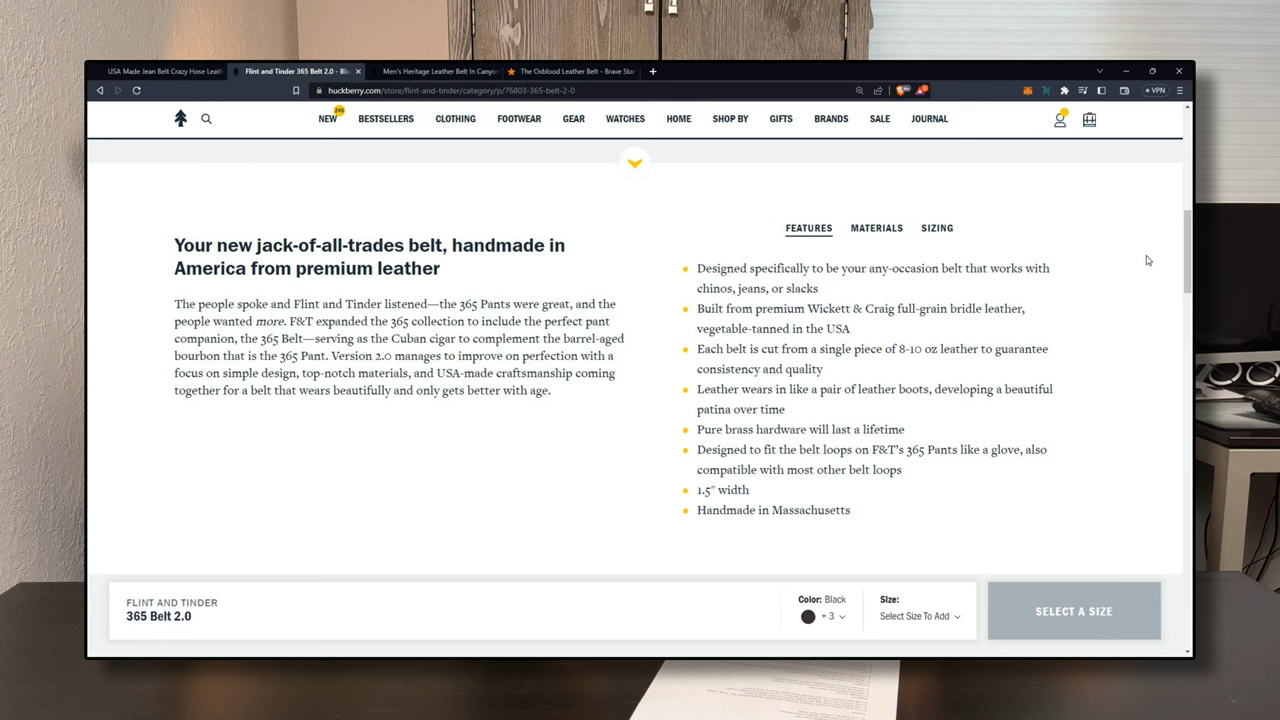 USA Made Jean Belt Crazy Hose Leath
Flint and Tinder 365 Belt 2.0 - Bla
Men's Heritage Leather Belt In Canyon
The Oxblood Leather Belt - Brave Star
huckberry.com/store/flint-and-tinder/category/p/76803-365-belt-2-0
VPN
NEW
BESTSELLERS
CLOTHING
FOOTWEAR
GEAR
WATCHES
HOME
SHOP BY
GIFTS
BRANDS
SALE
JOURNAL
Your new jack-of-all-trades belt, handmade in
America from premium leather
The people spoke and Flint and Tinder listened—the 365 Pants were great, and the
people wanted more. F&T expanded the 365 collection to include the perfect pant
companion, the 365 Belt—serving as the Cuban cigar to complement the barrel-aged
bourbon that is the 365 Pant. Version 2.0 manages to improve on perfection with a
focus on simple design, top-notch materials, and USA-made craftsmanship coming
together for a belt that wears beautifully and only gets better with age.
FEATURES
MATERIALS
SIZING
Designed specifically to be your any-occasion belt that works with
chinos, jeans, or slacks
Built from premium Wickett & Craig full-grain bridle leather,
vegetable-tanned in the USA
Each belt is cut from a single piece of 8-10 oz leather to guarantee
consistency and quality
Leather wears in like a pair of leather boots, developing a beautiful
patina over time
Pure brass hardware will last a lifetime
Designed to fit the belt loops on F&T's 365 Pants like a glove, also
compatible with most other belt loops
1.5" width
Handmade in Massachusetts
FLINT AND TINDER
365 Belt 2.0
Color: Black
+ 3
Size:
Select Size To Add
SELECT A SIZE